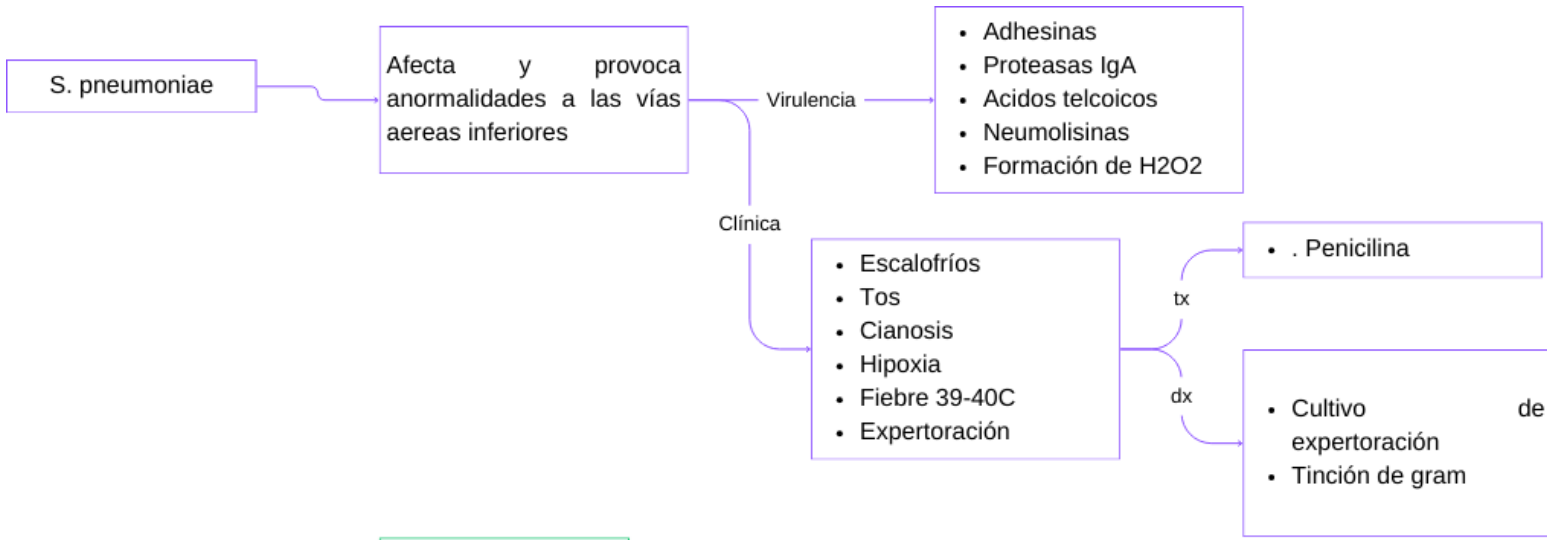 S. pneumoniae
Afecta y provoca
anormalidades a las vías
aereas inferiores
Virulencia
• Adhesinas
• Proteasas IgA
• Acidos telcoicos
• Neumolisinas
• Formación de H2O2
Clínica
• Escalofríos
• Tos
• Cianosis
• Hipoxia
• Fiebre 39-40C
• Expertoración
tx
• . Penicilina
dx
• Cultivo de
expertoración
• Tinción de gram